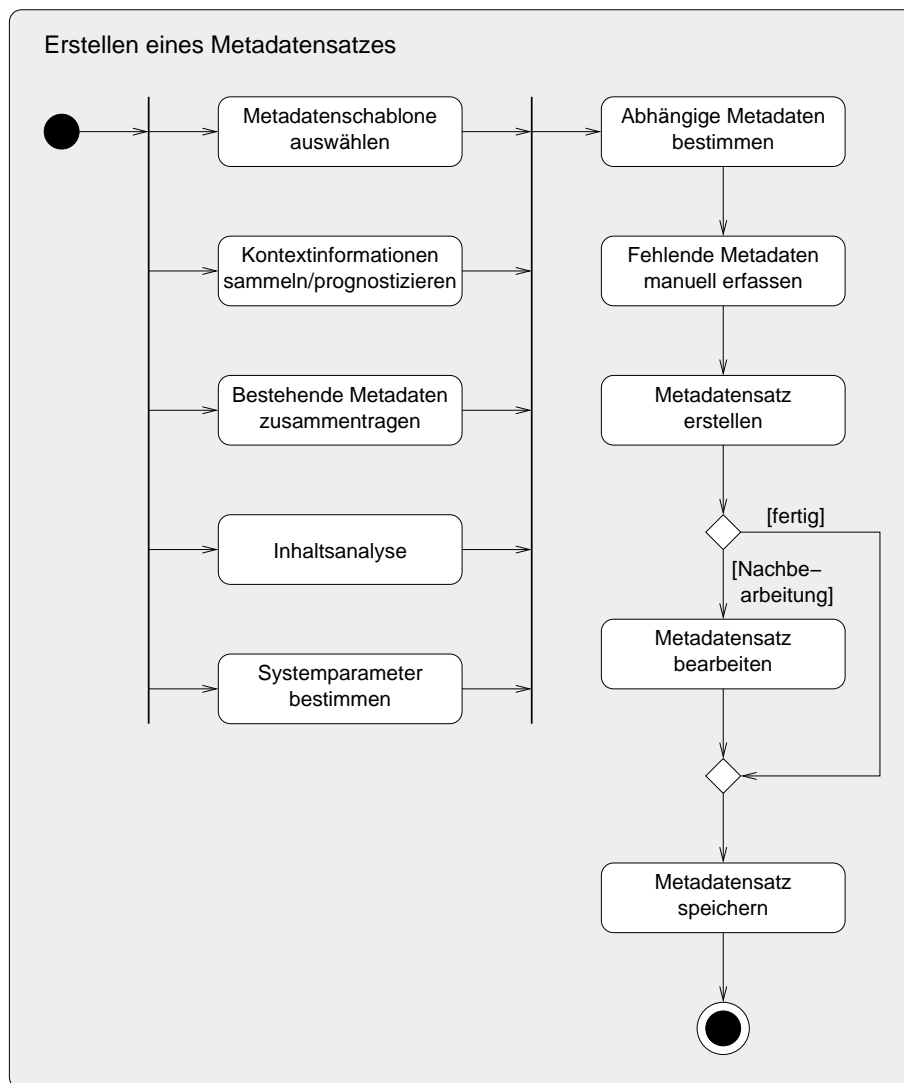 Erstellen eines Metadatensatzes
Metadatenschablone
auswählen
Abhängige Metadaten
bestimmen
Kontextinformationen
sammeln/prognostizieren
Fehlende Metadaten
manuell erfassen
Bestehende Metadaten
zusammentragen
Metadatensatz
erstellen
Inhaltsanalyse
[fertig]
[Nachbe–
arbeitung]
Systemparameter
bestimmen
Metadatensatz
bearbeiten
Metadatensatz
speichern